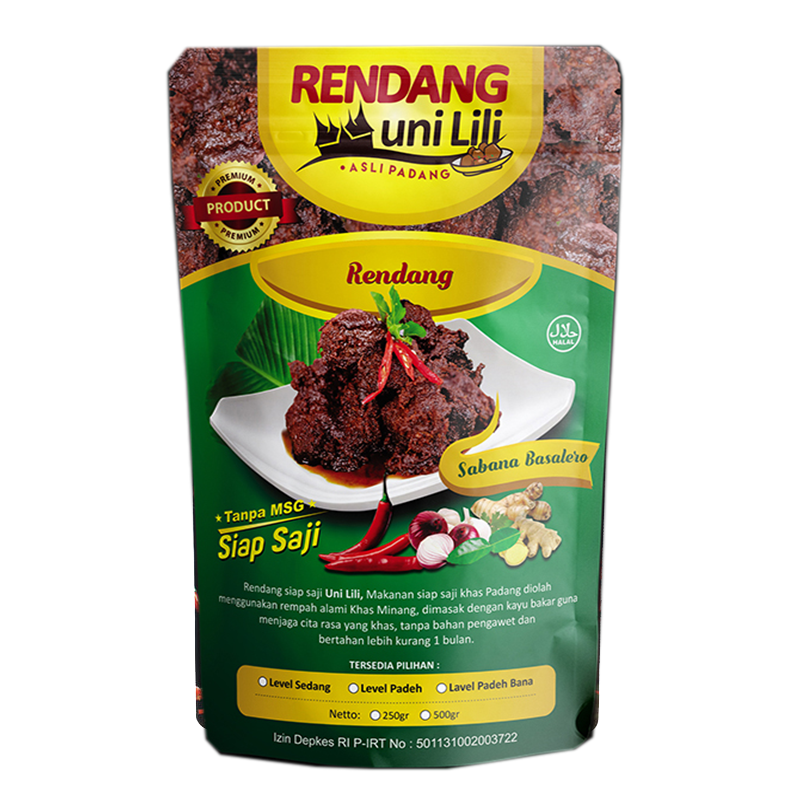 RENDANG
uni Lili
• ASLI PADANG
PREMIUM
PRODUCT
PREMIUM
Rendang
حلال
HALAL
Sabana Basalero
★ Tanpa MSG ★
Siap Saji
Rendang siap saji Uni Lili, Makanan siap saji khas Padang diolah
menggunakan rempah alami Khas Minang, dimasak dengan kayu bakar guna
menjaga cita rasa yang khas, tanpa bahan pengawet dan
bertahan lebih kurang 1 bulan.
TERSEDIA PILIHAN :
Level Sedang Level Padeh Lavel Padeh Bana
Netto: 250gr 500gr
Izin Depkes RI P-IRT No : 501131002003722